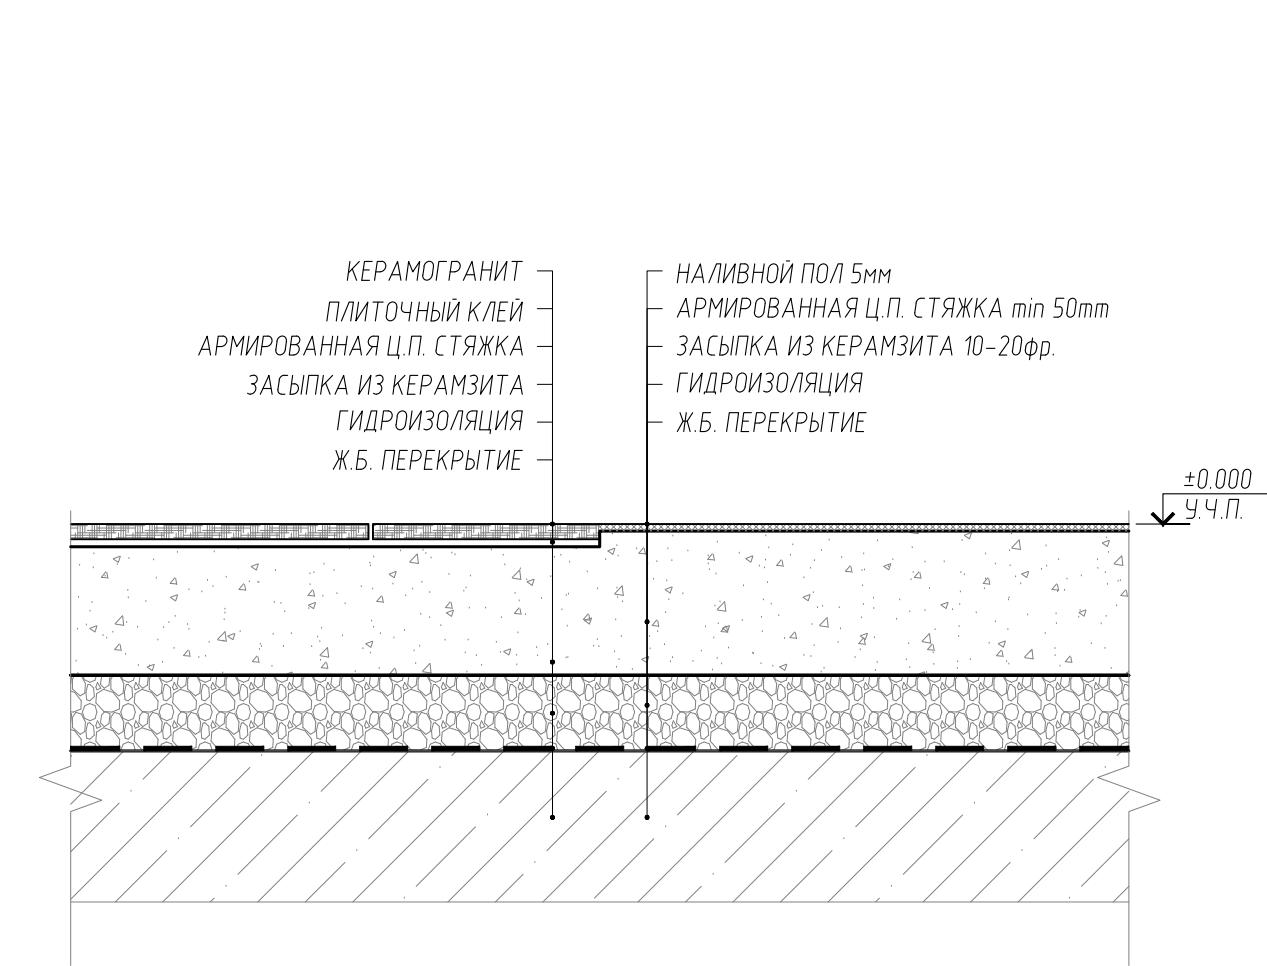 КЕРАМОГРАНИТ
ПЛИТОЧНЫЙ КЛЕЙ
АРМИРОВАННАЯ Ц.П. СТЯЖКА
ЗАСЫПКА ИЗ КЕРАМЗИТА
ГИДРОИЗОЛЯЦИЯ
Ж.Б. ПЕРЕКРЫТИЕ
НАЛИВНОЙ ПОЛ 5мм
АРМИРОВАННАЯ Ц.П. СТЯЖКА min 50mm
ЗАСЫПКА ИЗ КЕРАМЗИТА 10-20фр.
ГИДРОИЗОЛЯЦИЯ
Ж.Б. ПЕРЕКРЫТИЕ
±0.000
У.Ч.П.